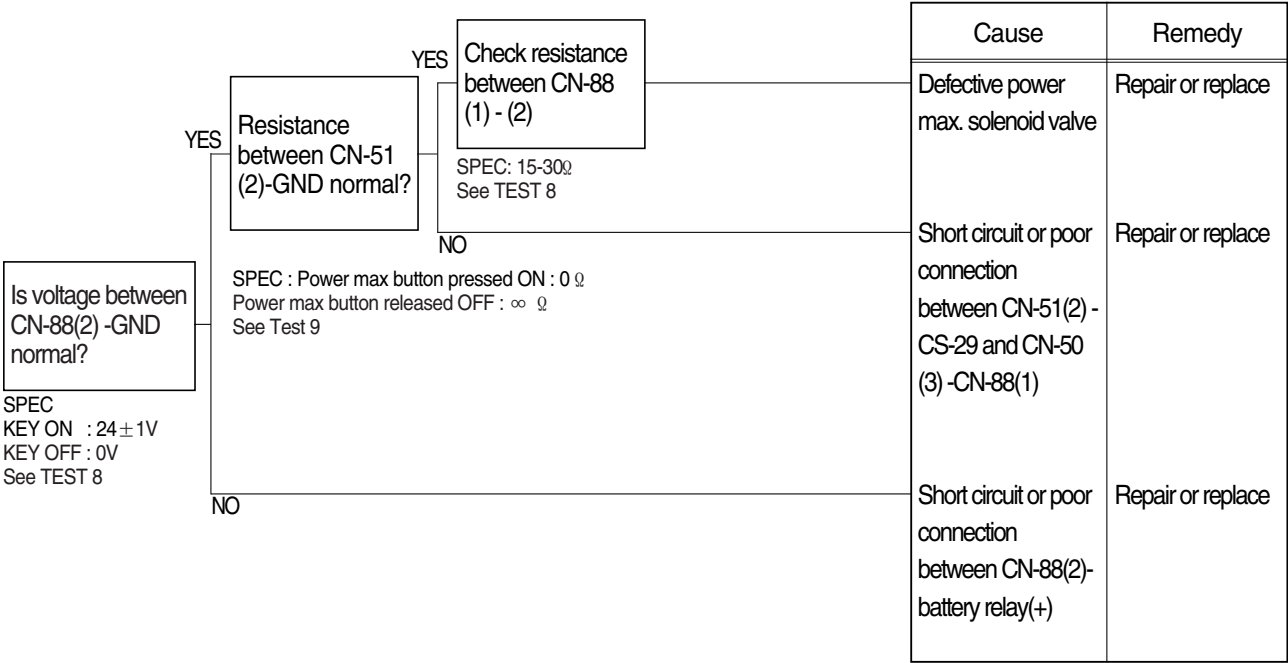 Is voltage between
CN-88(2) -GND
normal?
SPEC
KEY ON : 24±1V
KEY OFF : 0V
See TEST 8
YES
NO
Resistance
between CN-51
(2)-GND normal?
SPEC : Power max button pressed ON : 0 Ω
Power max button released OFF : ∞ Ω
See Test 9
YES
NO
Check resistance
between CN-88
(1) - (2)
SPEC: 15-30Ω
See TEST 8
Cause Remedy
Defective power Repair or replace
max. solenoid valve
Short circuit or poor Repair or replace
connection
between CN-51(2) -
CS-29 and CN-50
(3) -CN-88(1)
Short circuit or poor Repair or replace
connection
between CN-88(2)-
battery relay(+)